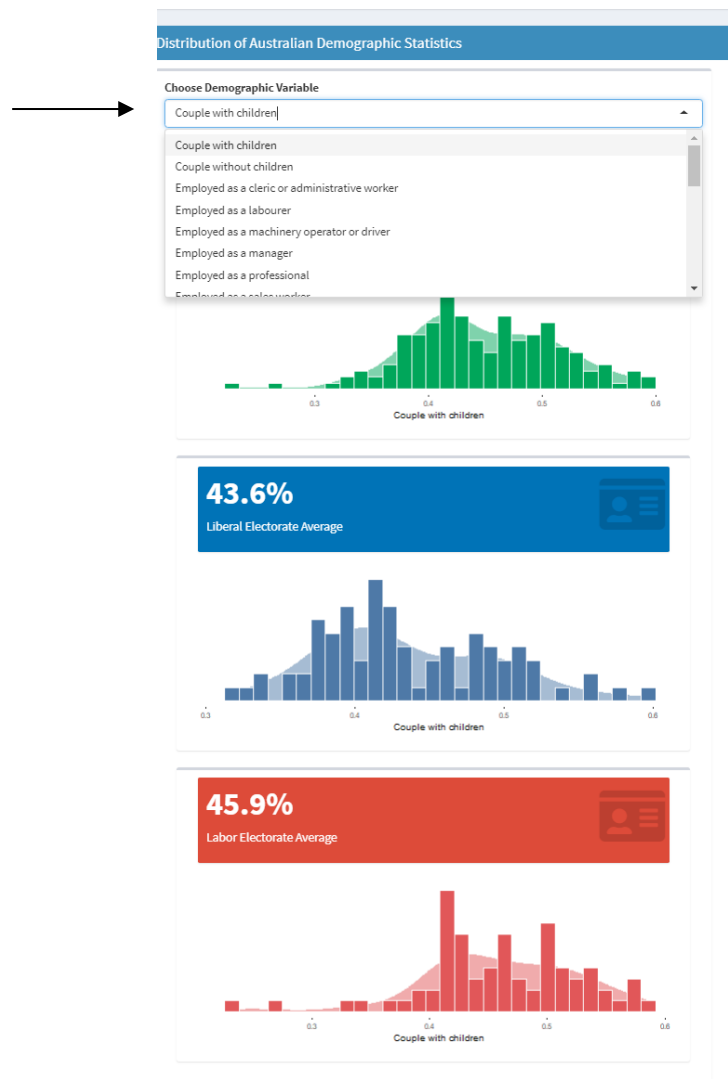 Distribution of Australian Demographic Statistics
Choose Demographic Variable
Couple with children
Couple with children
Couple without children
Employed as a cleric or administrative worker
Employed as a labourer
Employed as a machinery operator or driver
Employed as a manager
Employed as a professional
Employed as a sales worker
0.3 0.4 0.5 0.6
Couple with children
43.6%
Liberal Electorate Average
0.3 0.4 0.5 0.6
Couple with children
45.9%
Labor Electorate Average
0.3 0.4 0.5 0.6
Couple with children